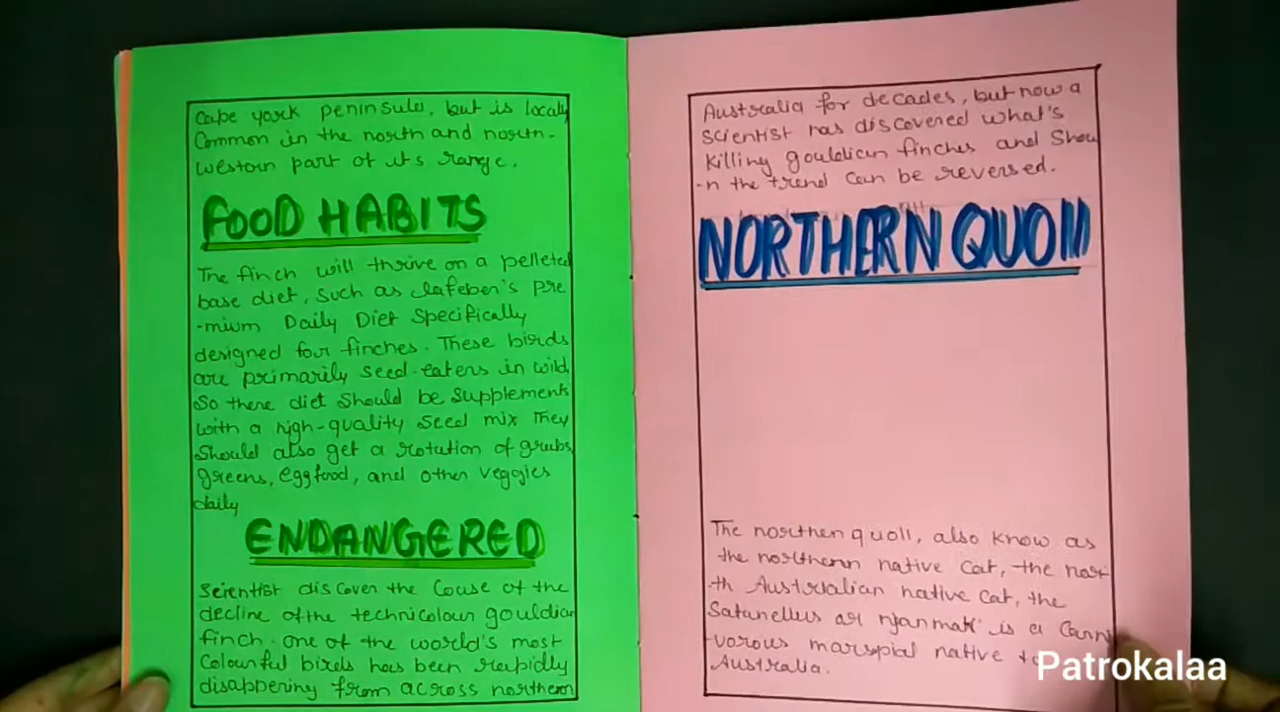 Cape york peninsula, but is locally
Common in the north and north-
western part of its range.
FOOD HABITS
The finch will thrive on a pelleted
base diet, such as lafeber's pre
-mium Daily Diet Specifically
designed for finches. These birds
are primarily seed-eaters in wild,
So there diet should be supplements
with a high-quality seed mix They
should also get a rotation of grubs,
greens, eggfood, and other veggies
daily
ENDANGERED
Scientist discover the Couse of the
decline of the technicolour gouldian
finch. one of the world's most
Colourful birds has been rapidly
disappering from across northern
Australia for decades, but now a
scientist has discovered what's
killing gouldian finches and show
-n the trend can be reversed.
NORTHERN QUOll
The northen quoll, also know as
the northern native cat, the nor
-th Australian native cat, the
Satanellus or njanmak is a Carni
-vorous marspial native to
Australia.
Patrokalaa